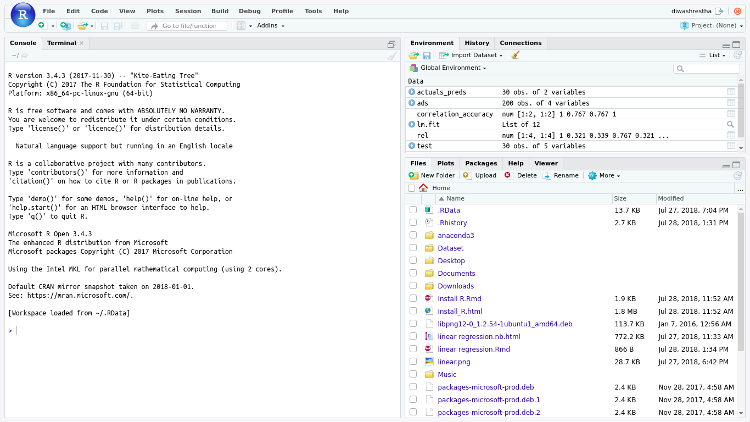 File Edit Code View Plots Session Build Debug Profile Tools Help
diwashrestha
Go to file/function
Addins
Project: (None)
Console Terminal
~/
R version 3.4.3 (2017-11-30) -- "Kite-Eating Tree"
Copyright (C) 2017 The R Foundation for Statistical Computing
Platform: x86_64-pc-linux-gnu (64-bit)
R is free software and comes with ABSOLUTELY NO WARRANTY.
You are welcome to redistribute it under certain conditions.
Type 'license()' or 'licence()' for distribution details.
Natural language support but running in an English locale
R is a collaborative project with many contributors.
Type 'contributors()' for more information and
'citation()' on how to cite R or R packages in publications.
Type 'demo()' for some demos, 'help()' for on-line help, or
'help.start()' for an HTML browser interface to help.
Type 'q()' to quit R.
Microsoft R Open 3.4.3
The enhanced R distribution from Microsoft
Microsoft packages Copyright (C) 2017 Microsoft Corporation
Using the Intel MKL for parallel mathematical computing (using 2 cores).
Default CRAN mirror snapshot taken on 2018-01-01.
See: https://mran.microsoft.com/.
[Workspace loaded from ~/.RData]
>
Environment History Connections
Import Dataset
List
Global Environment
Data
actuals_preds 30 obs. of 2 variables
ads 200 obs. of 4 variables
correlation_accuracy num [1:2, 1:2] 1 0.767 0.767 1
lm.fit List of 12
rel num [1:4, 1:4] 1 0.321 0.339 0.767 0.321 ...
test 30 obs. of 5 variables
Files Plots Packages Help Viewer
New Folder Upload Delete Rename More
Home ...
Name Size Modified
.RData 13.7 KB Jul 27, 2018, 7:04 PM
.Rhistory 2.7 KB Jul 28, 2018, 1:31 PM
anaconda3
Dataset
Desktop
Documents
Downloads
install R.Rmd 1.9 KB Jul 28, 2018, 11:52 AM
install_R.html 1.8 MB Jul 28, 2018, 11:52 AM
libpng12-0_1.2.54-1ubuntu1_amd64.deb 113.7 KB Jan 7, 2016, 12:56 AM
linear regression.nb.html 772.2 KB Jul 27, 2018, 11:33 AM
linear regression.Rmd 866 B Jul 28, 2018, 1:34 PM
linear.png 28.7 KB Jul 27, 2018, 6:42 PM
Music
packages-microsoft-prod.deb 2.4 KB Nov 28, 2017, 4:58 AM
packages-microsoft-prod.deb.1 2.4 KB Nov 28, 2017, 4:58 AM
packages-microsoft-prod.deb.2 2.4 KB Nov 28, 2017, 4:58 AM